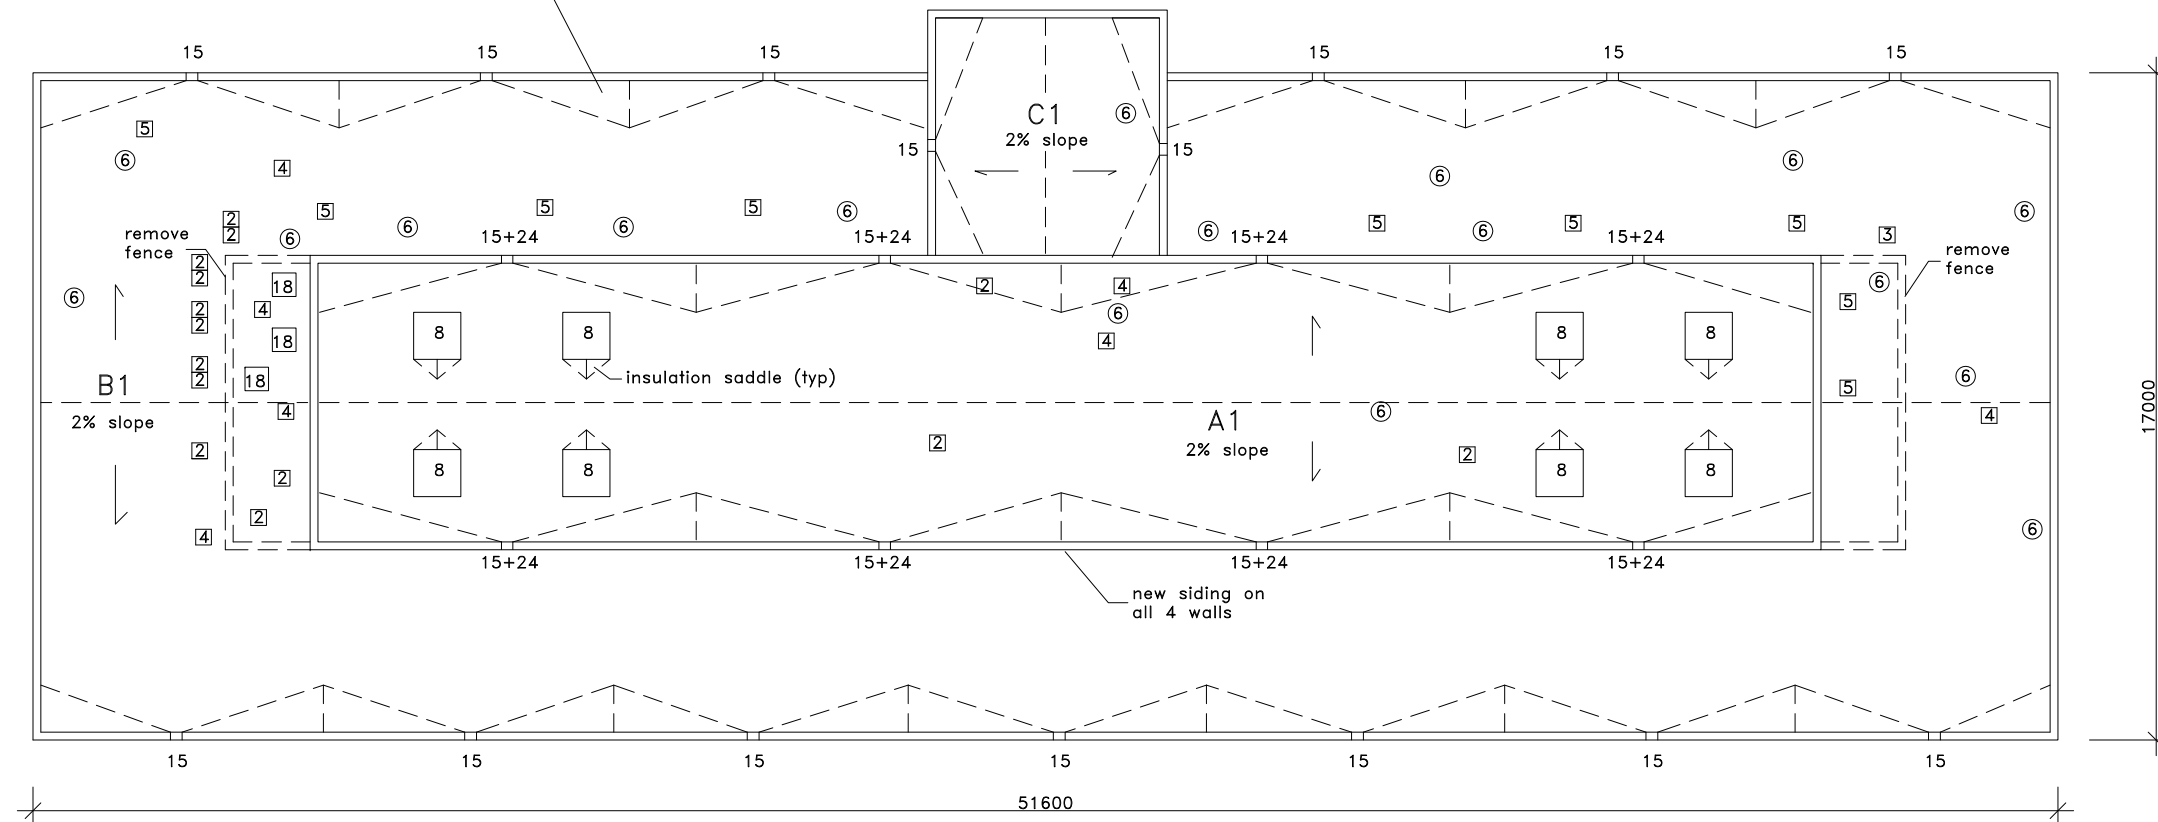 15 15 15 15 15 15
5 C1 6
2% slope
6 4 15 15 6 6
5 5 5 6 6
2 6 6 5 5 5
2 6 15+24 15+24 6 15+24 6 15+24 3
remove
fence
remove
fence
2
2 18 2 4 6
6 4 5
2 6
2 18 8 8 4 8 8
2
2 18 insulation saddle (typ) 6
B1 5
4 6 4
2% slope A1
2% slope
2 2 2
2 8 8 8 8
2
4 6
15+24 15+24 15+24 15+24
new siding on
all 4 walls
15 15 15 15 15 15 15
51600
17000